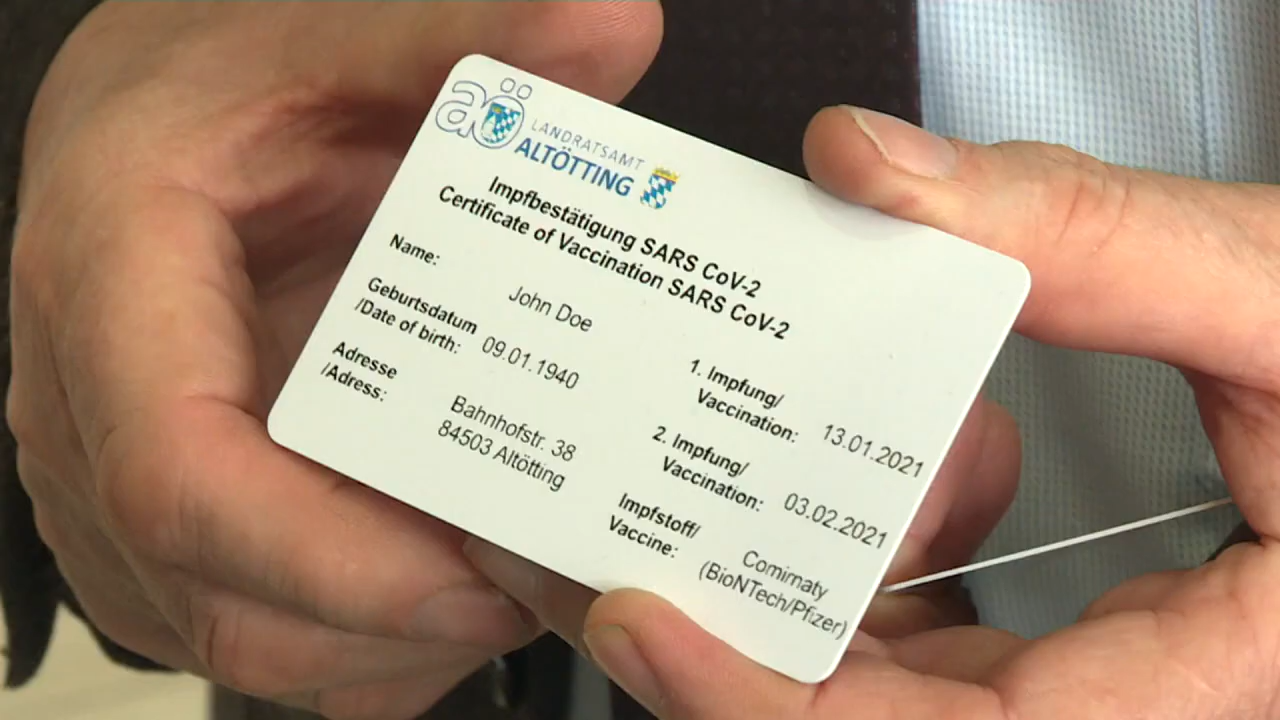 aö
LANDRATSAMT
ALTÖTTING
Impfbestätigung SARS CoV-2
Certificate of Vaccination SARS CoV-2
Name:
John Doe
Geburtsdatum
/Date of birth:
09.01.1940
Adresse
/Adress:
Bahnhofstr. 38
84503 Altötting
1. Impfung/
Vaccination:
13.01.2021
2. Impfung/
Vaccination:
03.02.2021
Impfstoff/
Vaccine:
Comirnaty
(BioNTech/Pfizer)